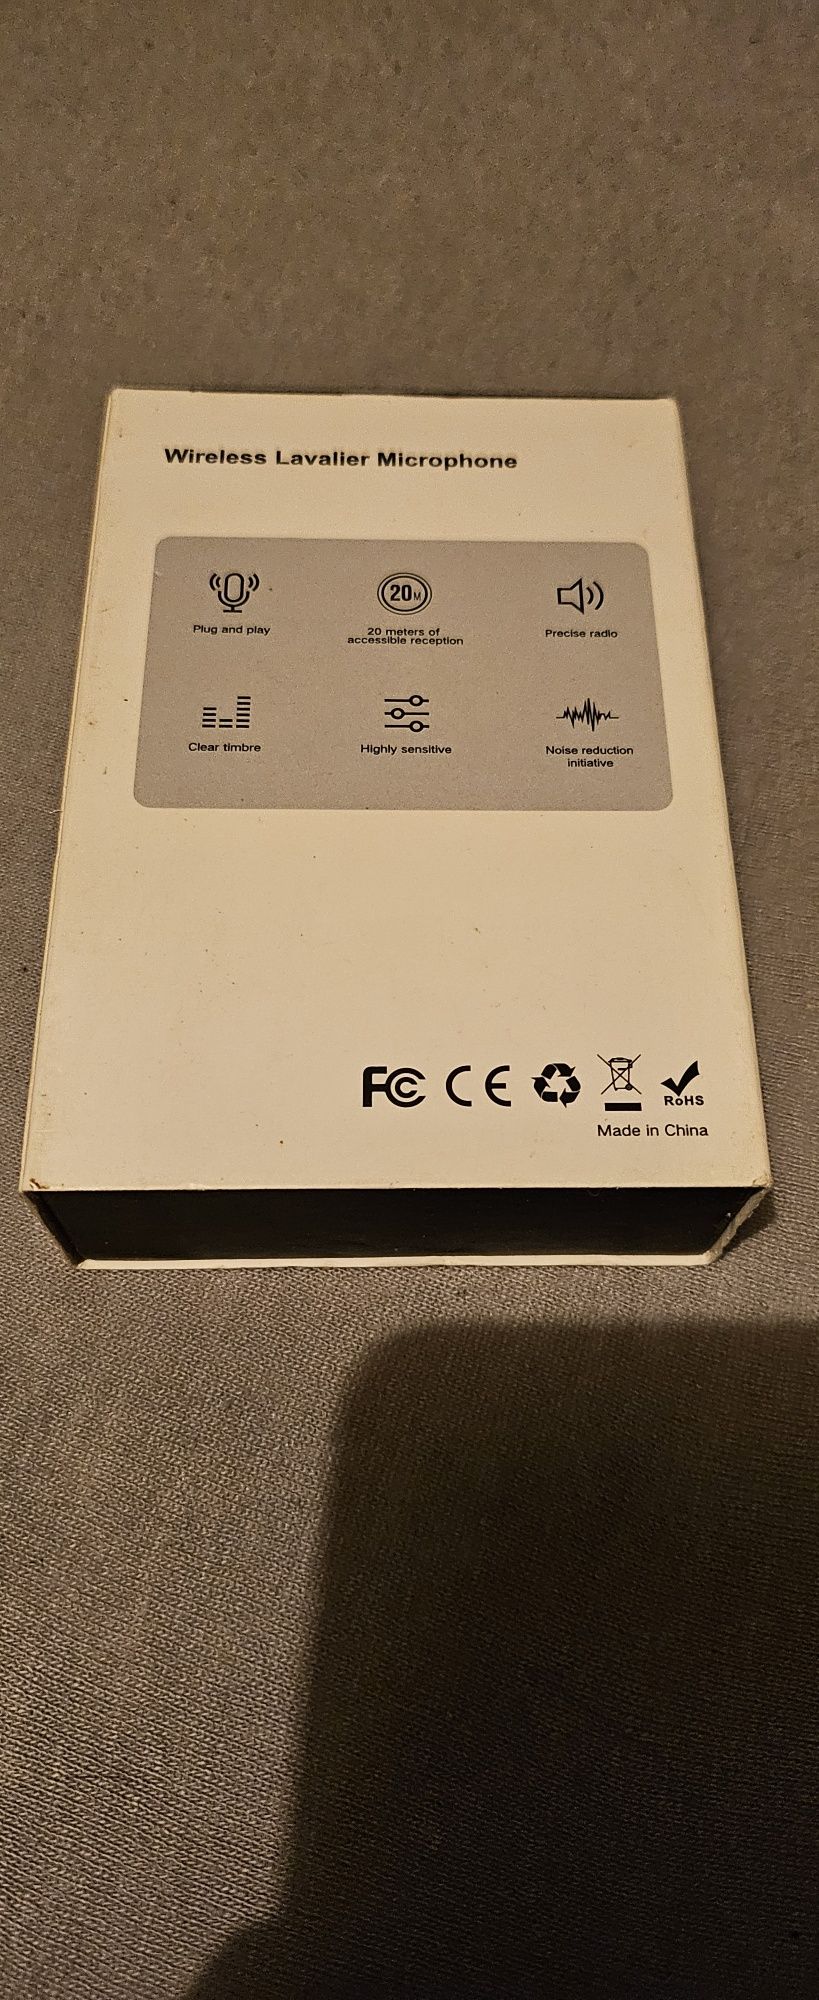 Wireless Lavalier Microphone
Plug and play
20M
20 meters of
accessible reception
Precise radio
Clear timbre
Highly sensitive
Noise reduction
initiative
FC CE RoHS
Made in China